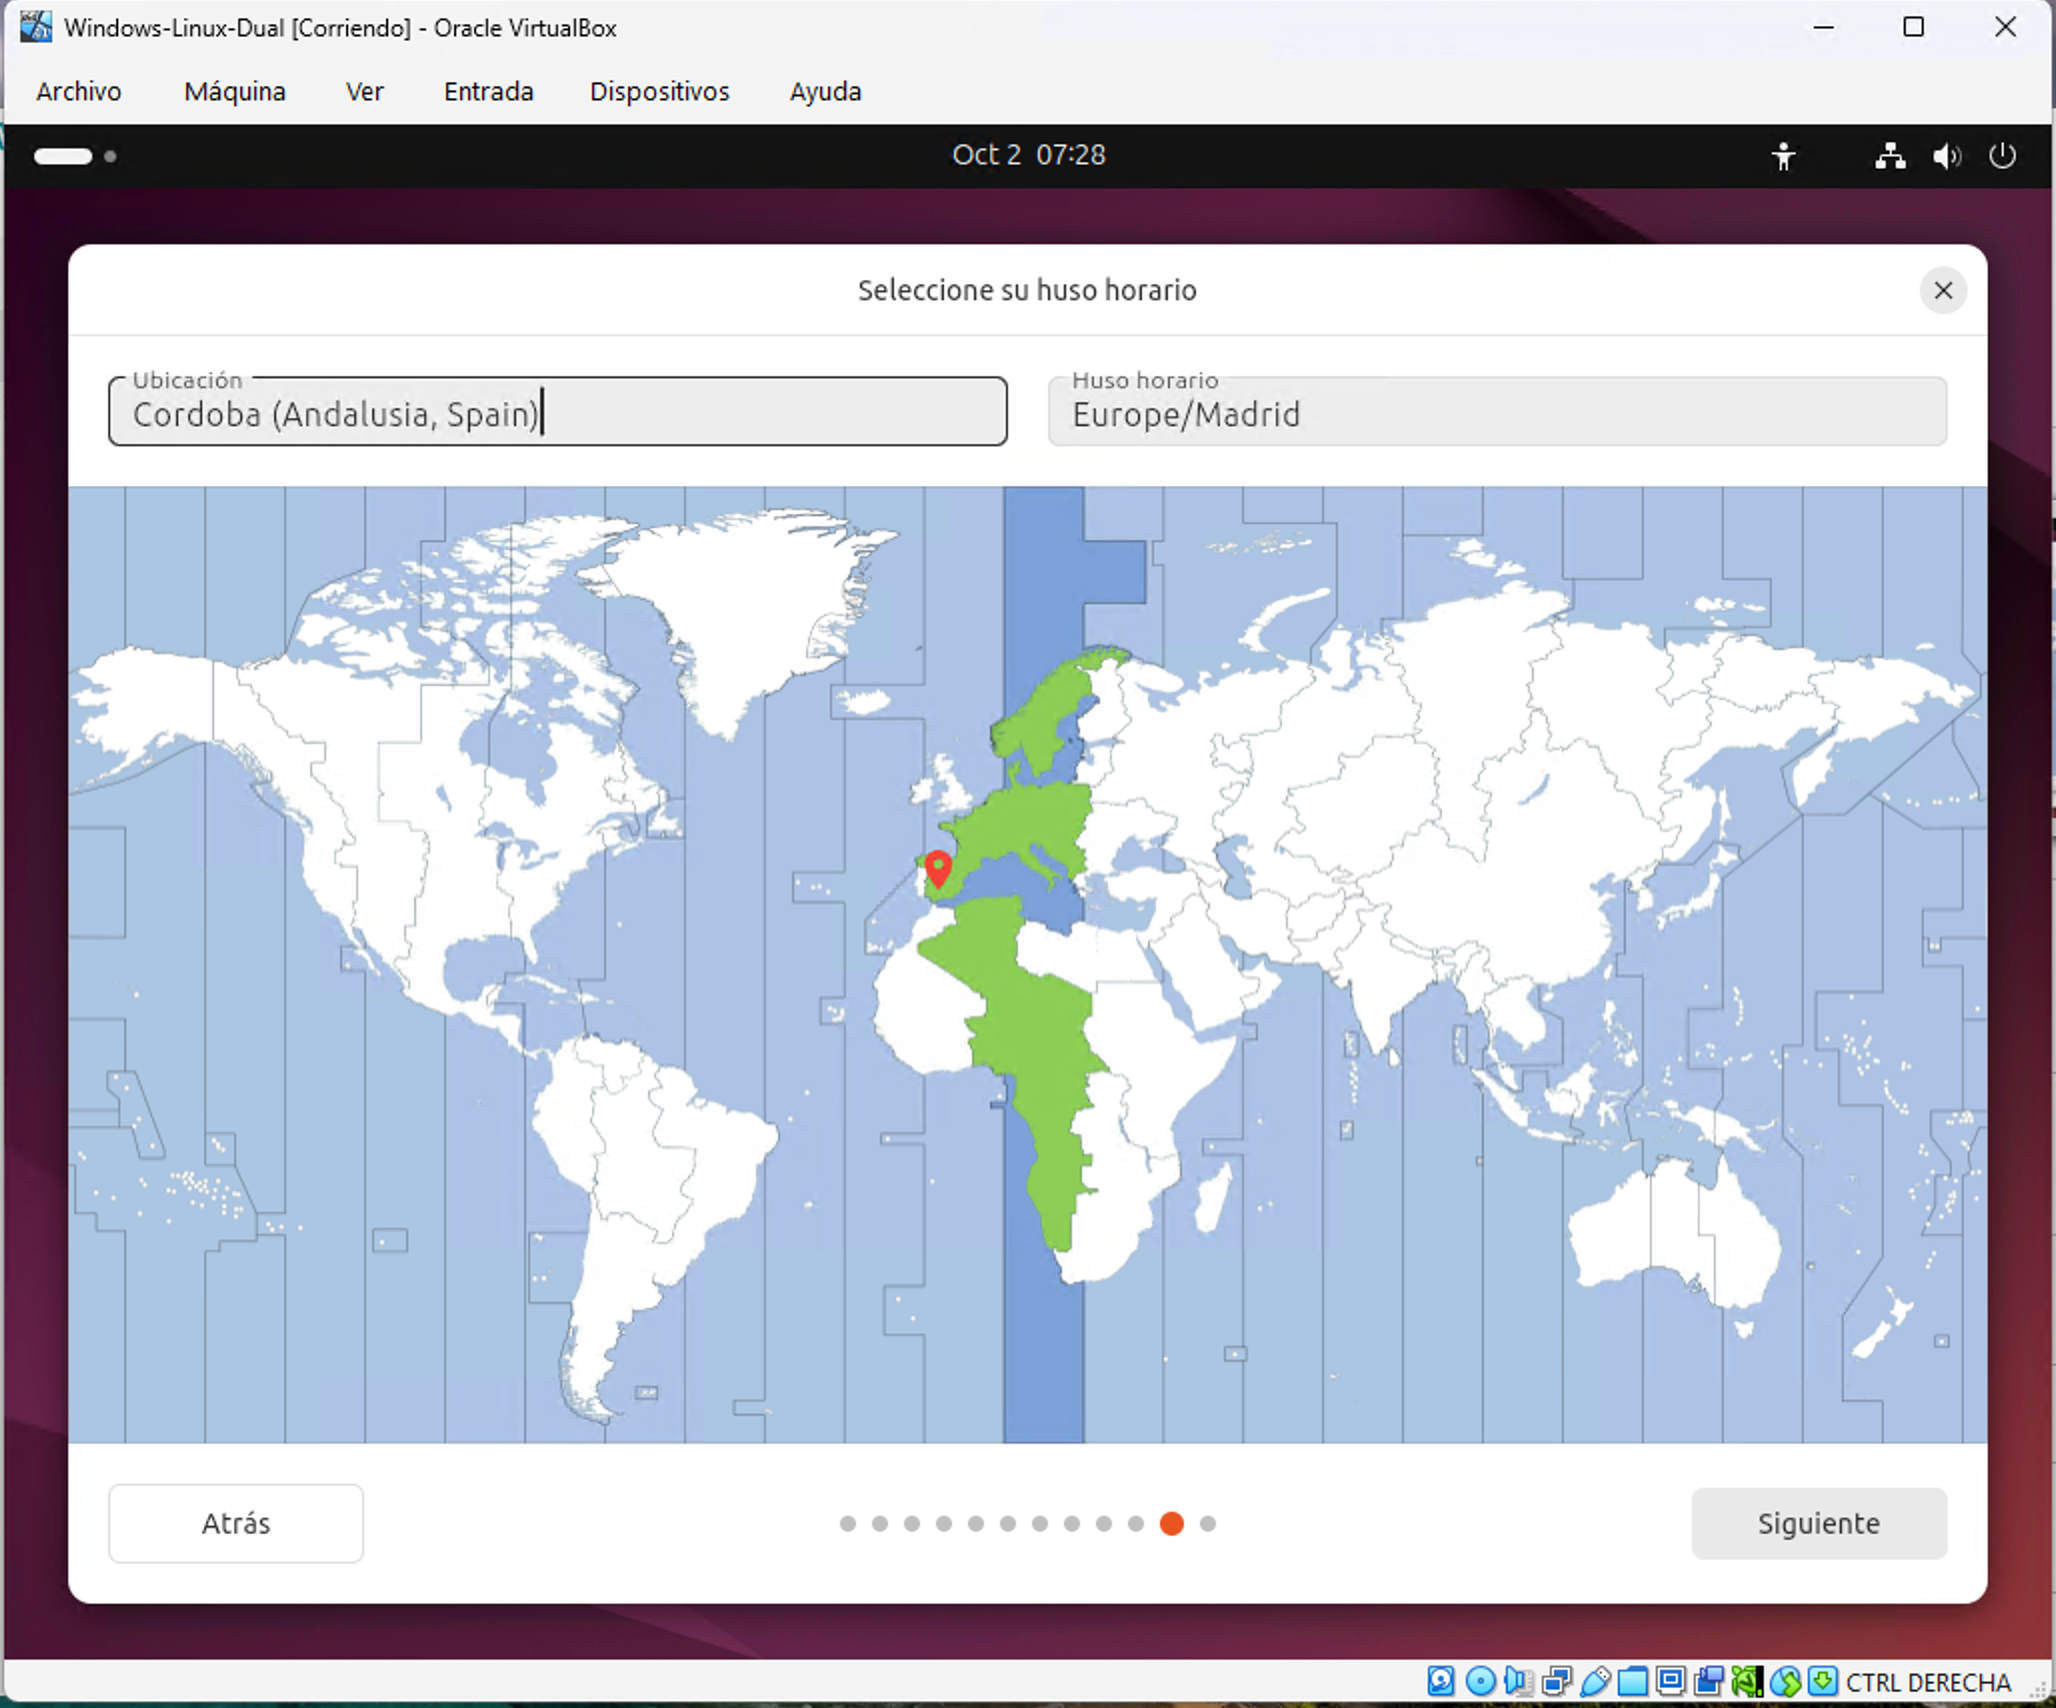 Windows-Linux-Dual [Corriendo] - Oracle VirtualBox
Archivo Máquina Ver Entrada Dispositivos Ayuda
Oct 2 07:28
Seleccione su huso horario
Ubicación
Cordoba (Andalusia, Spain)
Huso horario
Europe/Madrid
Atrás
Siguiente
CTRL DERECHA